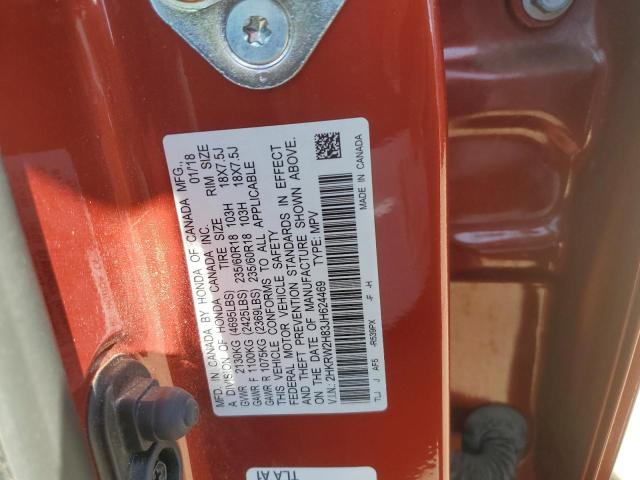 MFD. IN CANADA BY HONDA OF CANADA MFG.,
A DIVISION OF HONDA CANADA INC. 01/18
TIRE SIZE RIM SIZE
GVWR 2130KG (4695LBS)
GAWR F 1100KG (2425LBS) 235/60R18 103H 18X7.5J
GAWR R 1075KG (2369LBS) 235/60R18 103H 18X7.5J
THIS VEHICLE CONFORMS TO ALL APPLICABLE
FEDERAL MOTOR VEHICLE SAFETY
AND THEFT PREVENTION STANDARDS IN EFFECT
ON THE DATE OF MANUFACTURE SHOWN ABOVE.
V.I.N.: 2HKRW2H83JH624469 TYPE: MPV
TLJ J AF5 -R539PX -F -H MADE IN CANADA
TLA A1